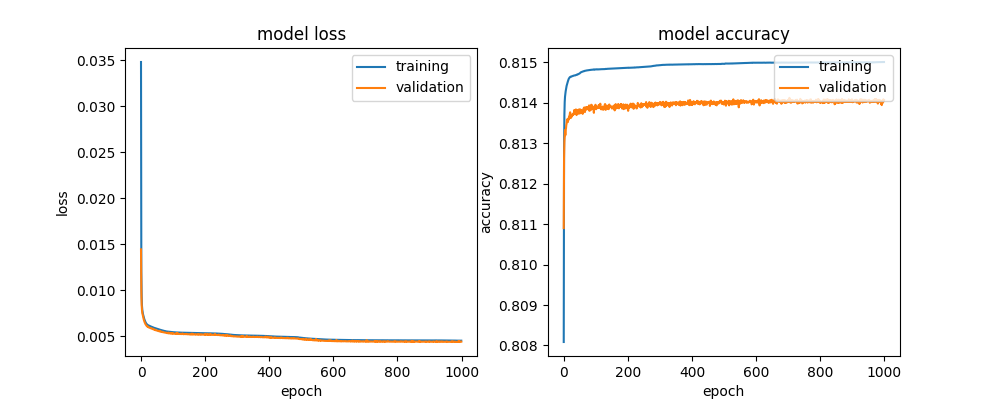 model loss
training
validation
0.035
0.030
0.025
0.020
0.015
0.010
0.005
loss
0 200 400 600 800 1000
epoch
model accuracy
training
validation
0.815
0.814
0.813
0.812
0.811
0.810
0.809
0.808
accuracy
0 200 400 600 800 1000
epoch